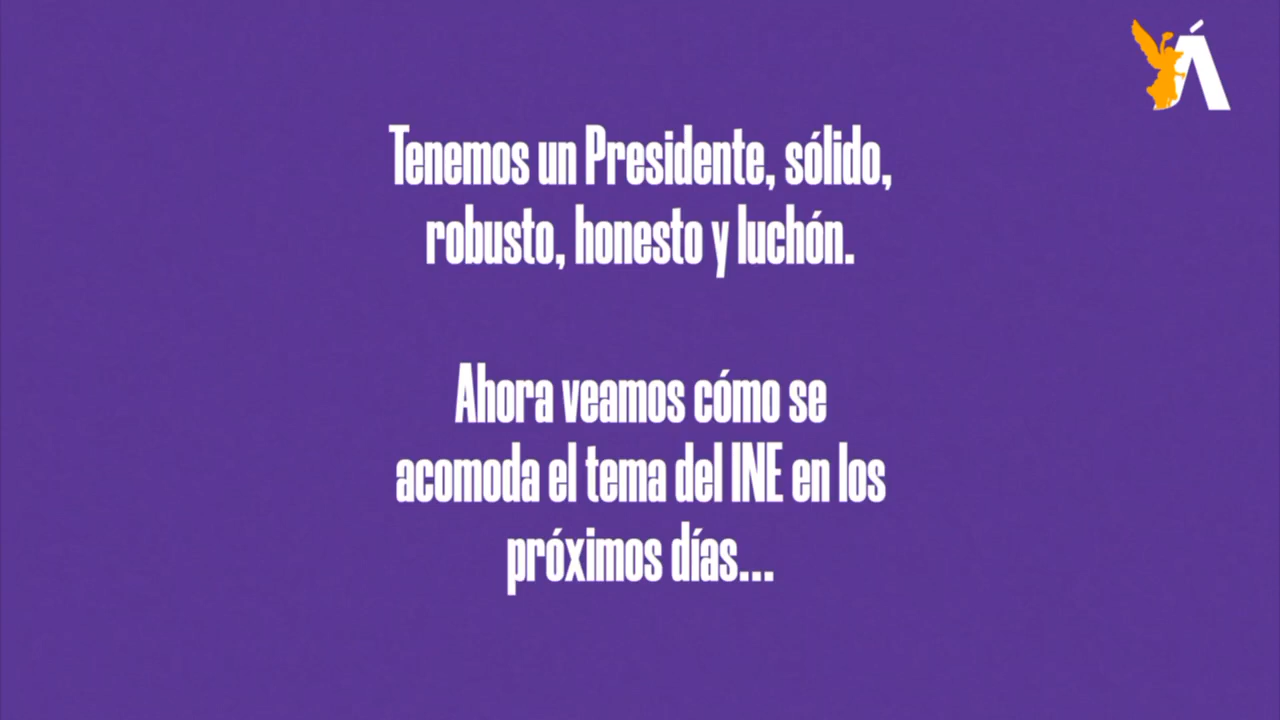 Á
Tenemos un Presidente, sólido,
robusto, honesto y luchón.
Ahora veamos cómo se
acomoda el tema del INE en los
próximos días...